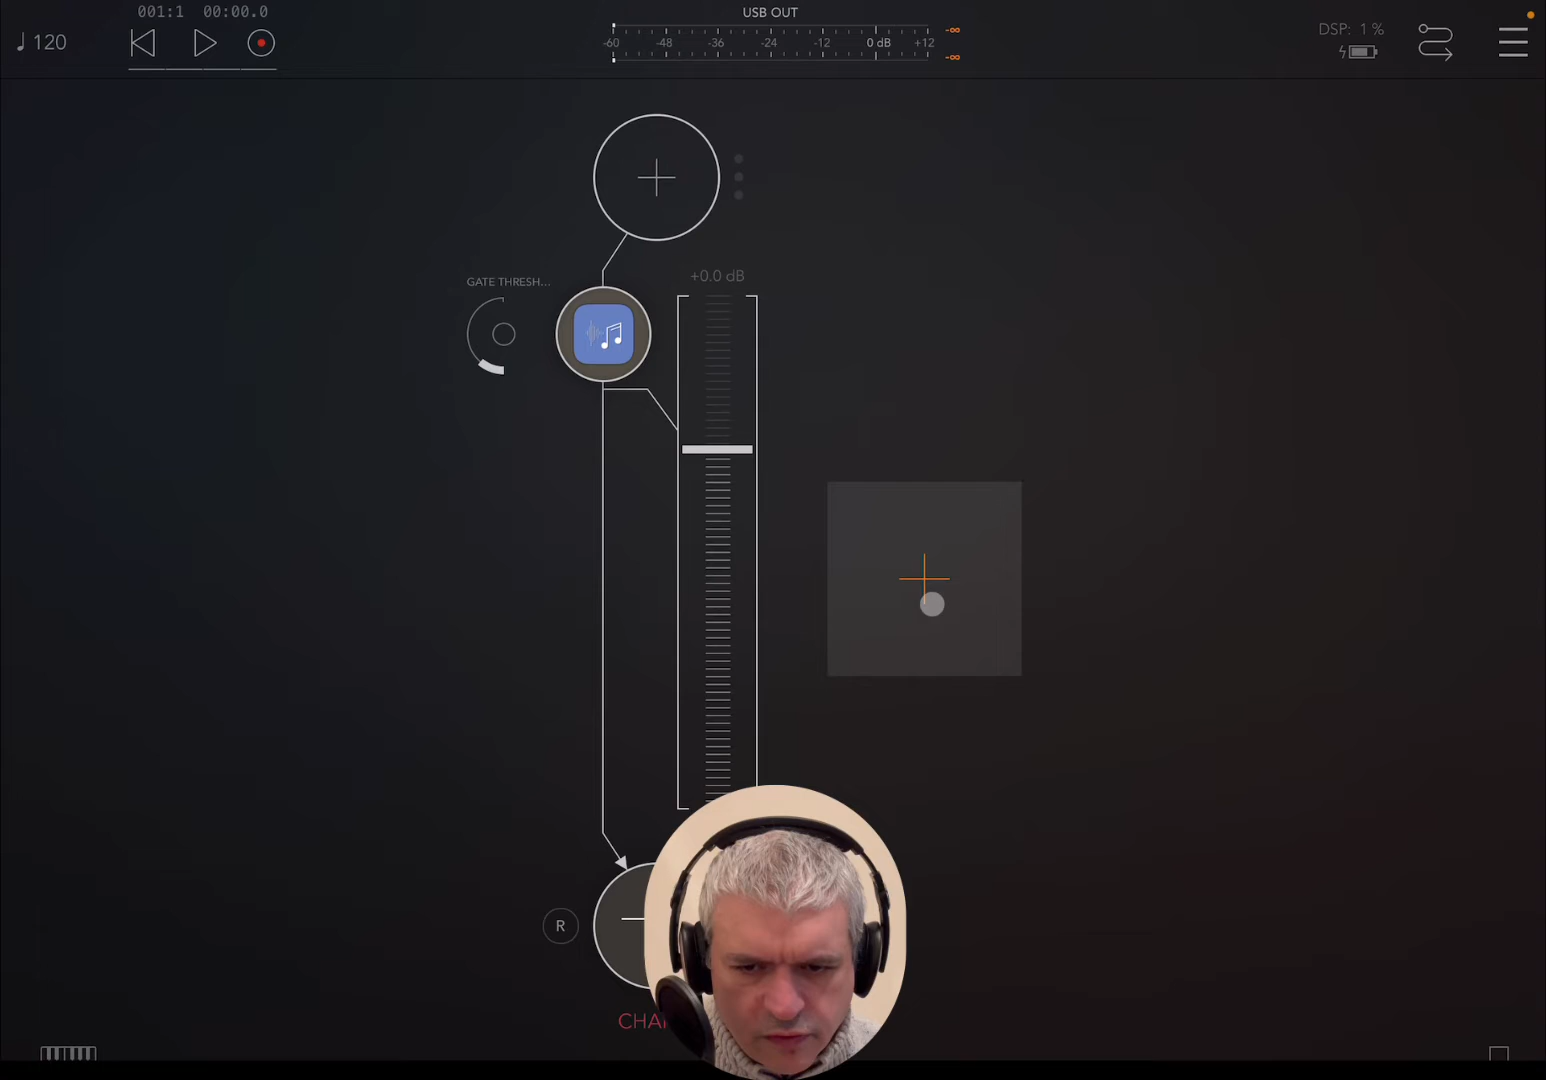 001:1 00:00.0
USB OUT
♩ 120
-60 -48 -36 -24 -12 0 dB +12
-∞
-∞
DSP: 1 %
GATE THRESH...
+0.0 dB
R